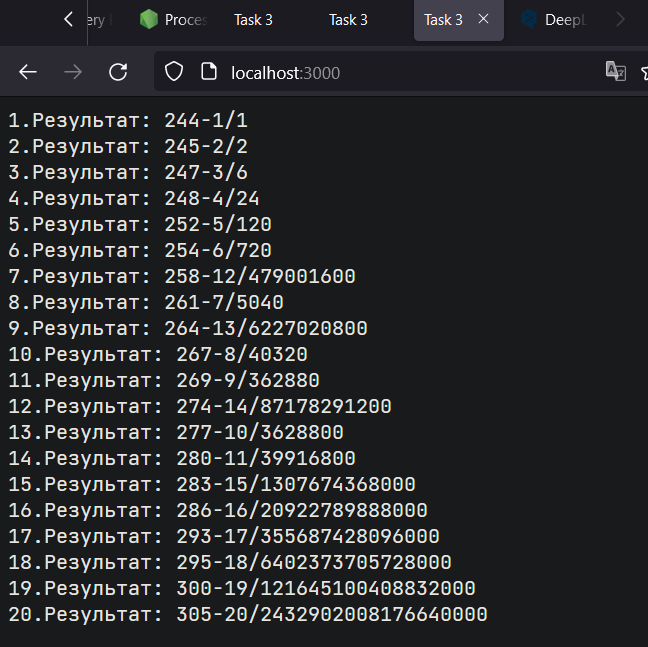 ery
Proces
Task 3
Task 3
Task 3
DeepL
localhost:3000
1.Результат: 244-1/1
2.Результат: 245-2/2
3.Результат: 247-3/6
4.Результат: 248-4/24
5.Результат: 252-5/120
6.Результат: 254-6/720
7.Результат: 258-12/479001600
8.Результат: 261-7/5040
9.Результат: 264-13/6227020800
10.Результат: 267-8/40320
11.Результат: 269-9/362880
12.Результат: 274-14/87178291200
13.Результат: 277-10/3628800
14.Результат: 280-11/39916800
15.Результат: 283-15/1307674368000
16.Результат: 286-16/20922789888000
17.Результат: 293-17/355687428096000
18.Результат: 295-18/6402373705728000
19.Результат: 300-19/121645100408832000
20.Результат: 305-20/2432902008176640000